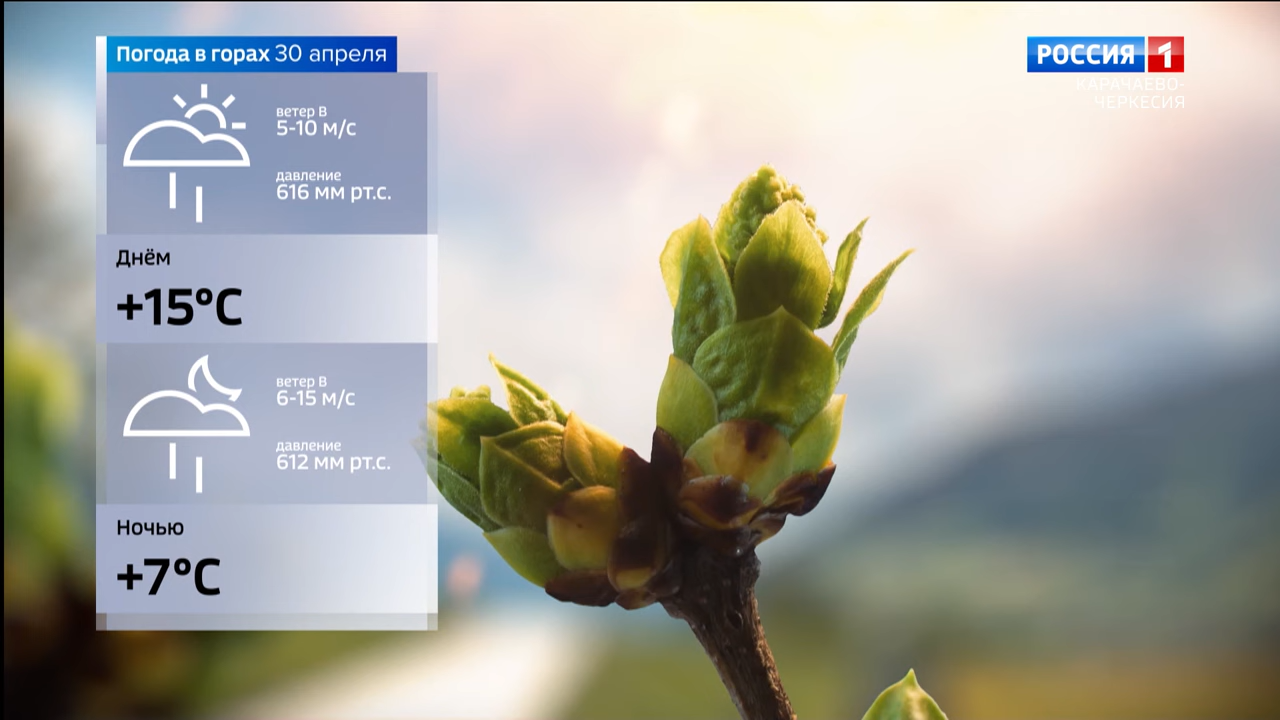 Погода в горах 30 апреля
РОССИЯ 1
КАРАЧАЕВО-
ЧЕРКЕСИЯ
ветер В
5-10 м/с
давление
616 мм рт.с.
Днём
+15°C
ветер В
6-15 м/с
давление
612 мм рт.с.
Ночью
+7°C